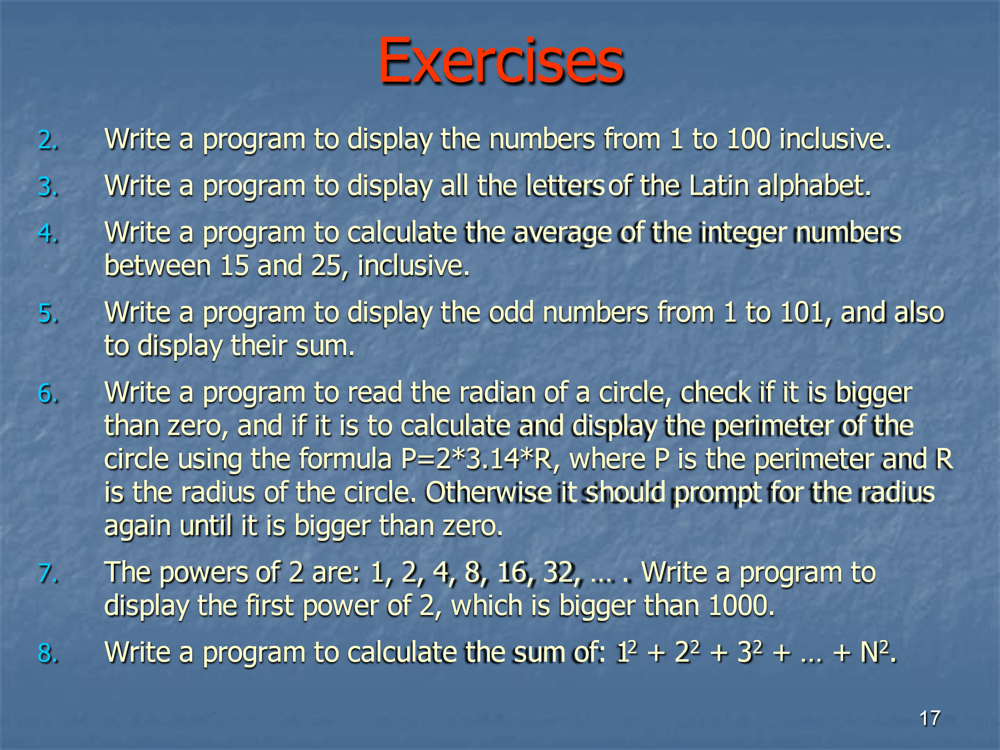 Exercises
2. Write a program to display the numbers from 1 to 100 inclusive.
3. Write a program to display all the letters of the Latin alphabet.
4. Write a program to calculate the average of the integer numbers
between 15 and 25, inclusive.
5. Write a program to display the odd numbers from 1 to 101, and also
to display their sum.
6. Write a program to read the radian of a circle, check if it is bigger
than zero, and if it is to calculate and display the perimeter of the
circle using the formula P=2*3.14*R, where P is the perimeter and R
is the radius of the circle. Otherwise it should prompt for the radius
again until it is bigger than zero.
7. The powers of 2 are: 1, 2, 4, 8, 16, 32, … . Write a program to
display the first power of 2, which is bigger than 1000.
8. Write a program to calculate the sum of: 1² + 2² + 3² + … + N².
17